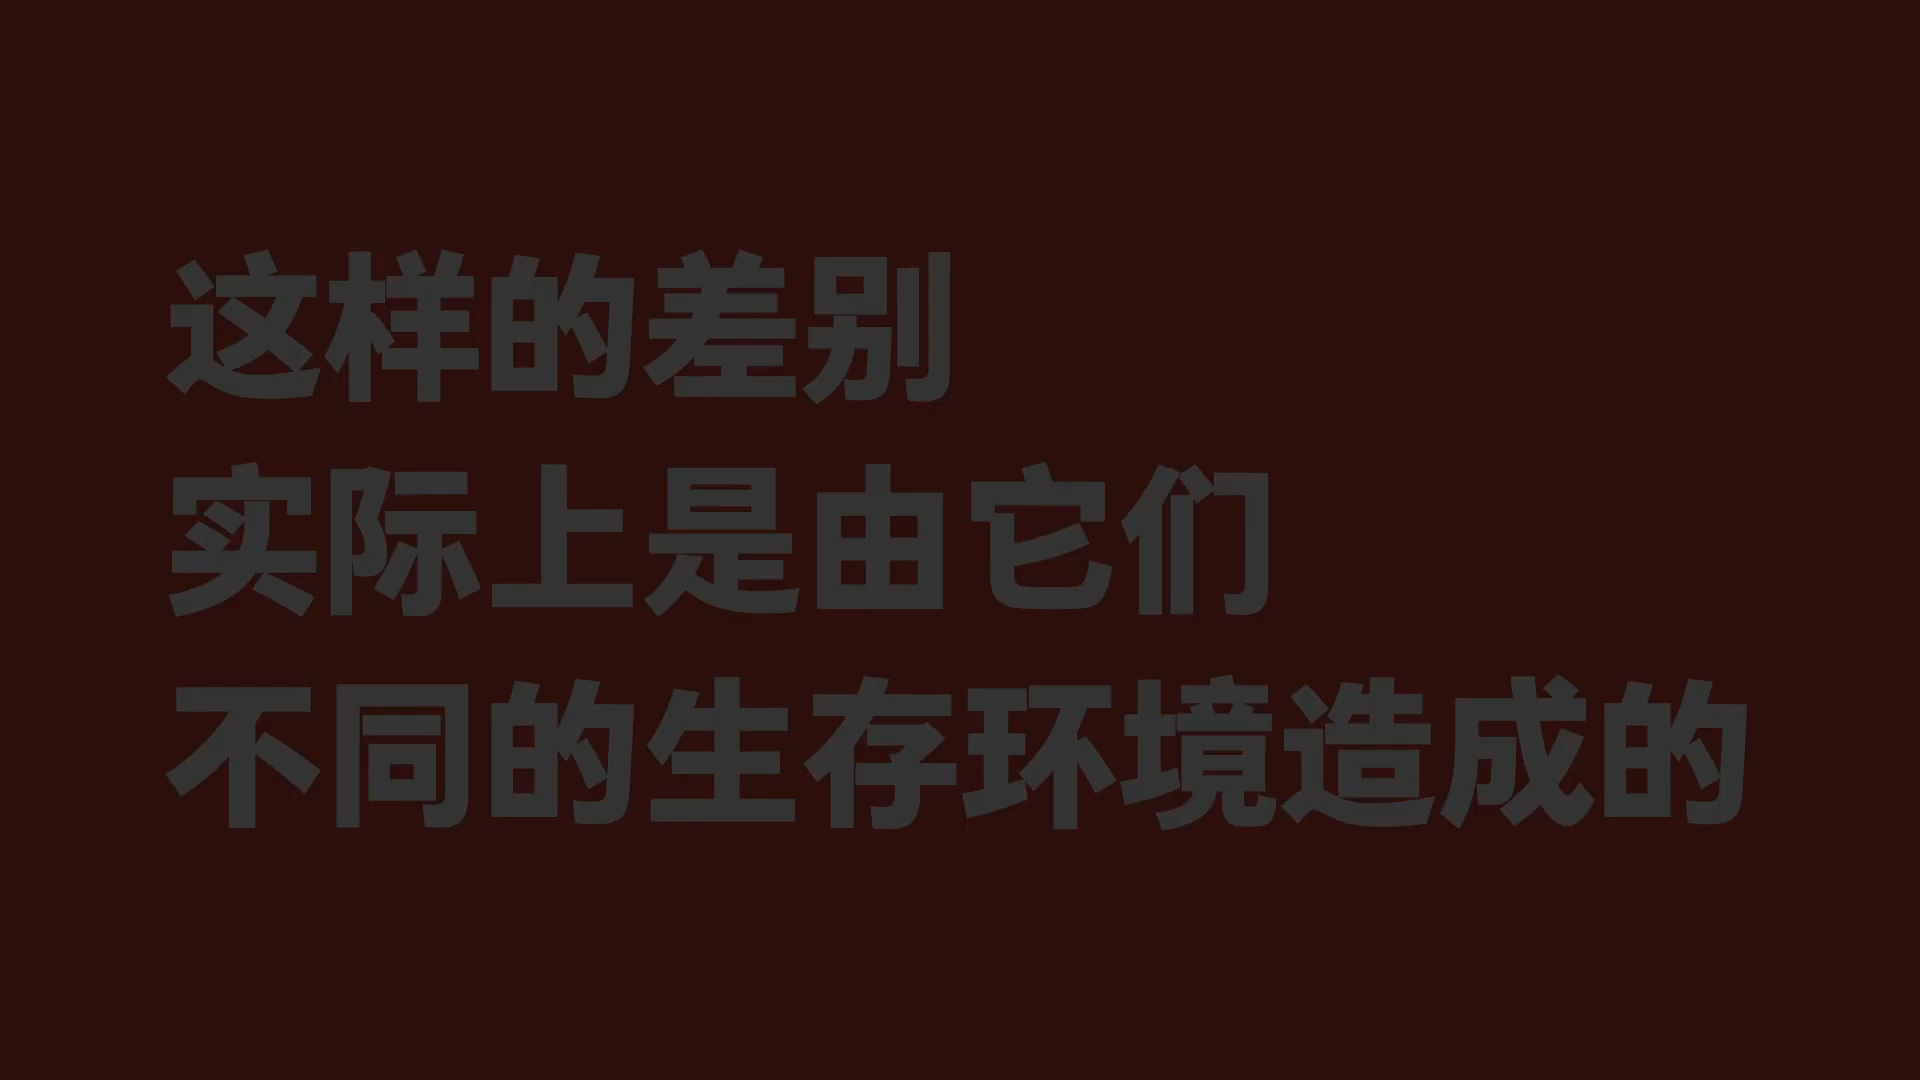 这样的差别
实际上是由它们
不同的生存环境造成的